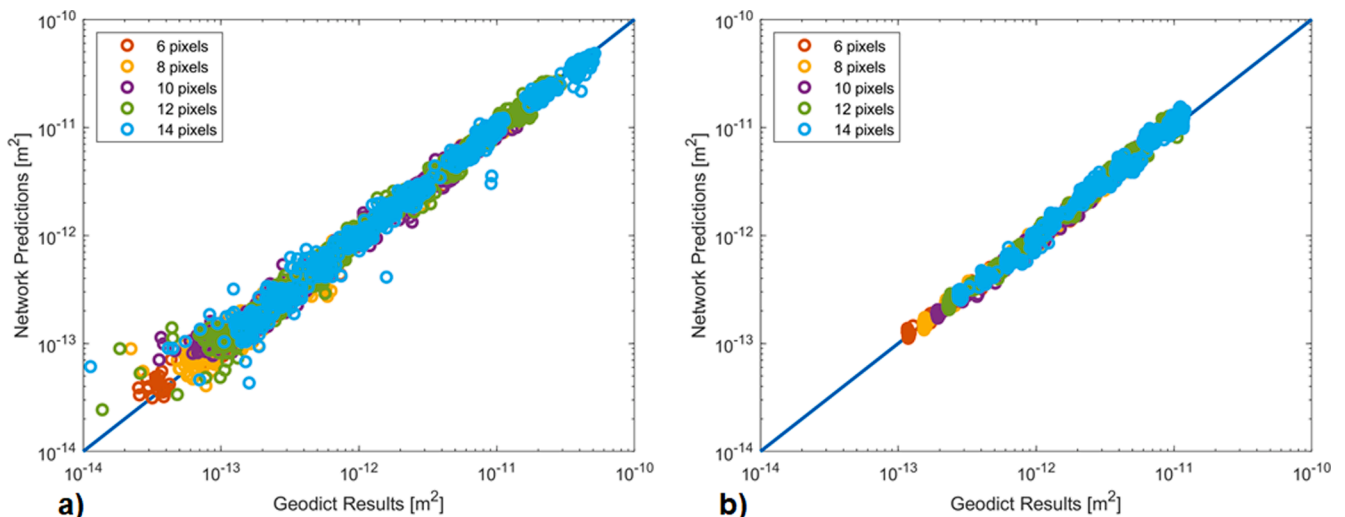 10^-10
10^-11
10^-12
10^-13
10^-14
Network Predictions [m^2]
6 pixels
8 pixels
10 pixels
12 pixels
14 pixels
10^-14 10^-13 10^-12 10^-11 10^-10
Geodict Results [m^2]
a)
10^-10
10^-11
10^-12
10^-13
10^-14
Network Predictions [m^2]
6 pixels
8 pixels
10 pixels
12 pixels
14 pixels
10^-14 10^-13 10^-12 10^-11 10^-10
Geodict Results [m^2]
b)